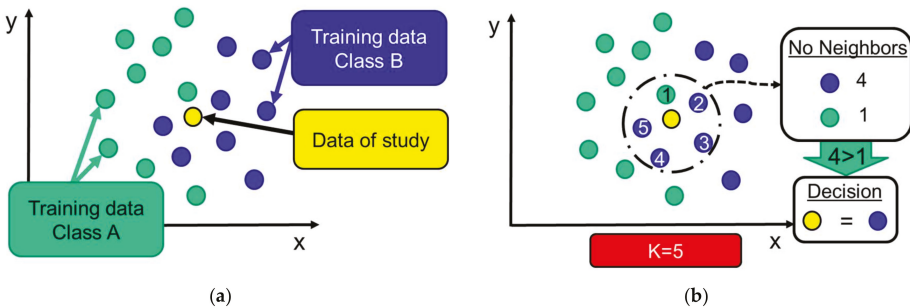 y
Training data
Class B
Data of study
Training data
Class A
x
(a)
y
1
2
3
4
5
No Neighbors
4
1
4>1
Decision
=
x
K=5
(b)